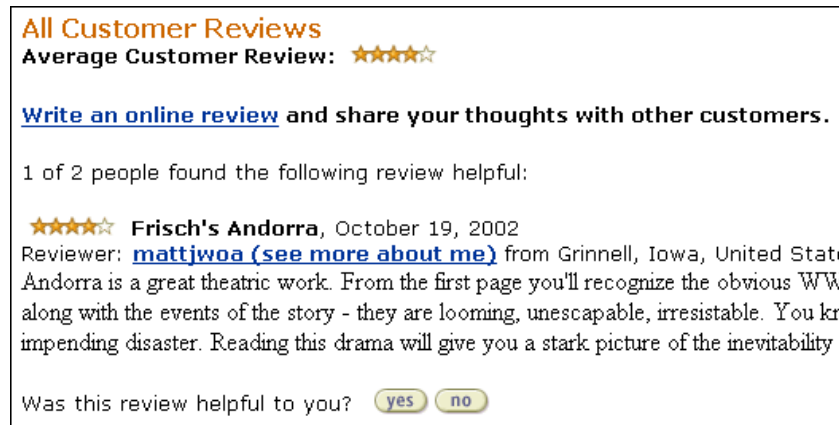 All Customer Reviews
Average Customer Review:
Write an online review and share your thoughts with other customers.
1 of 2 people found the following review helpful:
Frisch's Andorra, October 19, 2002
Reviewer: mattjwoa (see more about me) from Grinnell, Iowa, United
Andorra is a great theatric work. From the first page you'll recognize the obvious
along with the events of the story - they are looming, unescapable, irresistable. You
impending disaster. Reading this drama will give you a stark picture of the inevitability
Was this review helpful to you? yes no